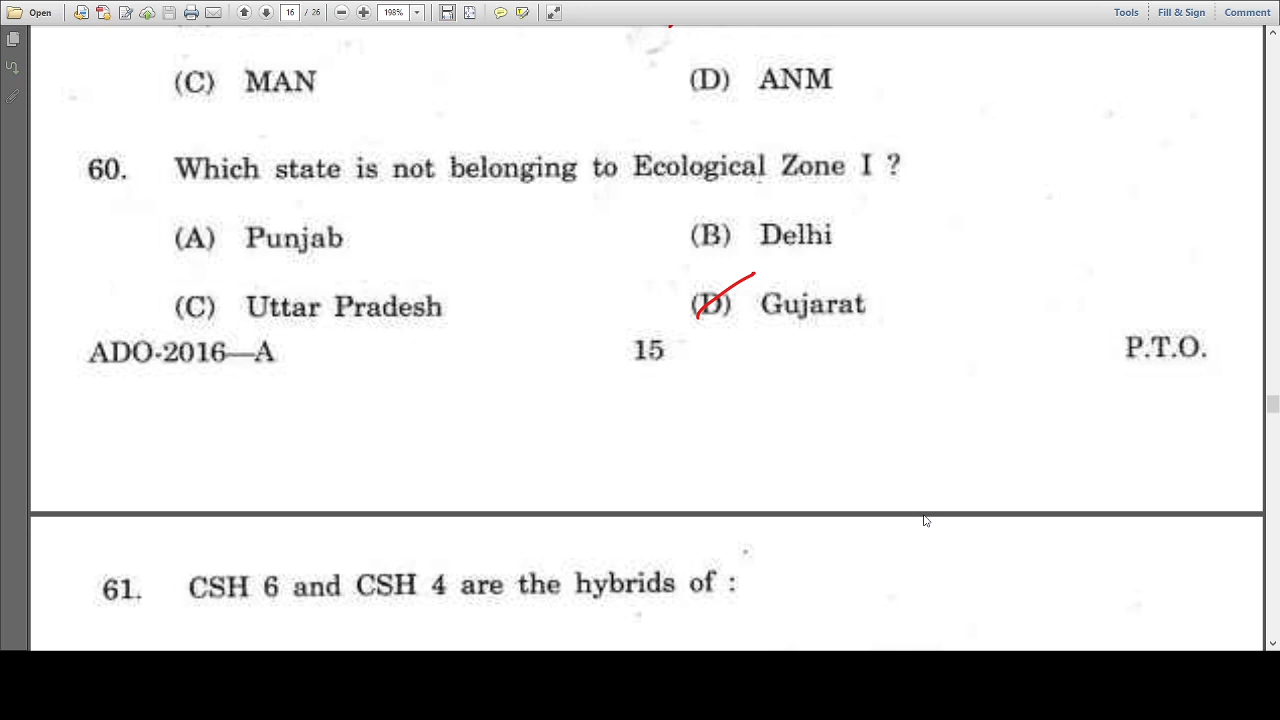 Open 16 / 26 198% Tools Fill & Sign Comment
(C) MAN (D) ANM
60. Which state is not belonging to Ecological Zone I ?
(A) Punjab (B) Delhi
(C) Uttar Pradesh (D) Gujarat
ADO-2016—A 15 P.T.O.
61. CSH 6 and CSH 4 are the hybrids of :